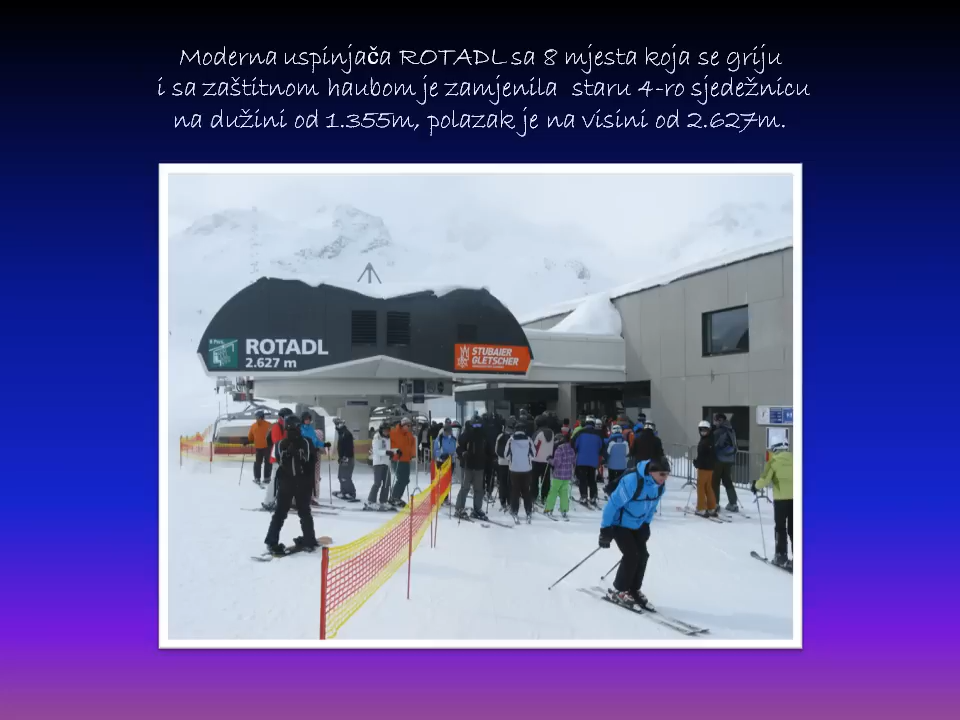 Moderna uspinjača ROTADL sa 8 mjesta koja se griju
i sa zaštitnom haubom je zamjenila staru 4-ro sjedežnicu
na dužini od 1.355m, polazak je na visini od 2.627m.
ROTADL
2.627 m
STUBAIER
GLETSCHER